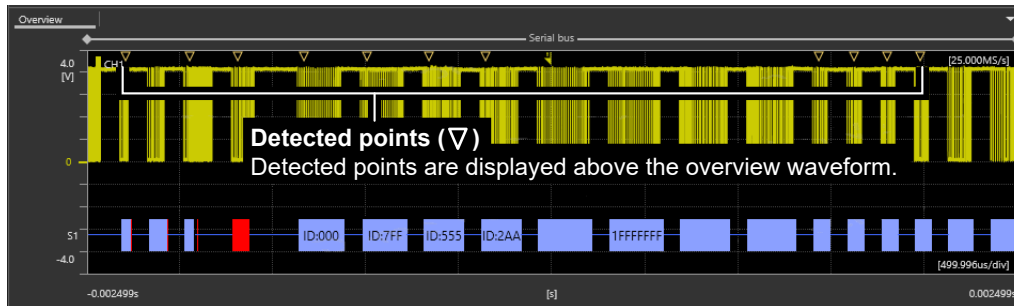 Overview
Serial bus
4.0
[V]
CH1
[25.000MS/s]
Detected points (▽)
Detected points are displayed above the overview waveform.
0
S1
ID:000
ID:7FF
ID:555
ID:2AA
1FFFFFFF
-4.0
[499.996us/div]
-0.002499s
[s]
0.002499s